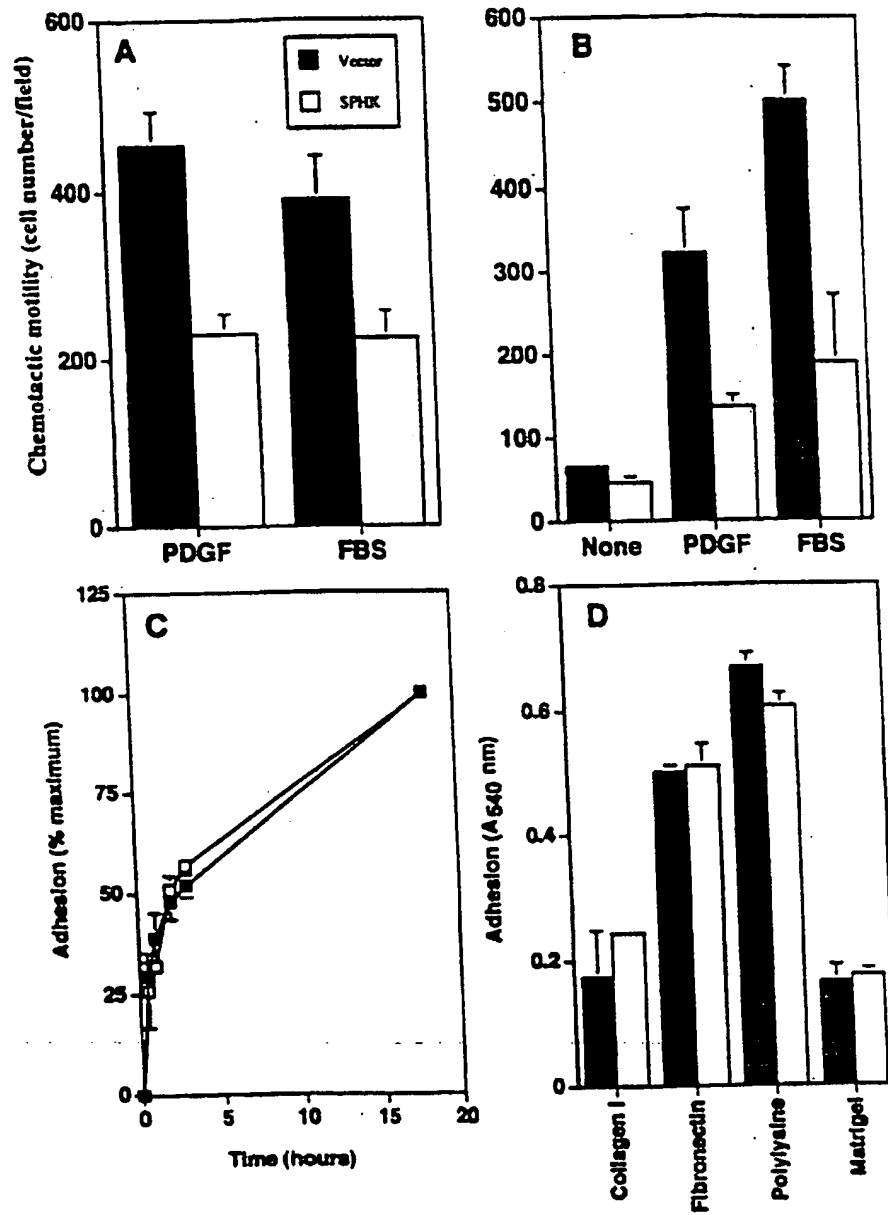 A
Vector
SPHK
Chemotactic motility (cell number/field)
600
400
200
0
PDGF
FBS
B
600
500
400
300
200
100
0
None
PDGF
FBS
C
Adhesion (% maximum)
125
100
75
50
25
0
0
5
10
15
20
Time (hours)
D
Adhesion (A540 nm)
0.8
0.6
0.4
0.2
0
Collagen I
Fibronectin
Polylysine
Matrigel